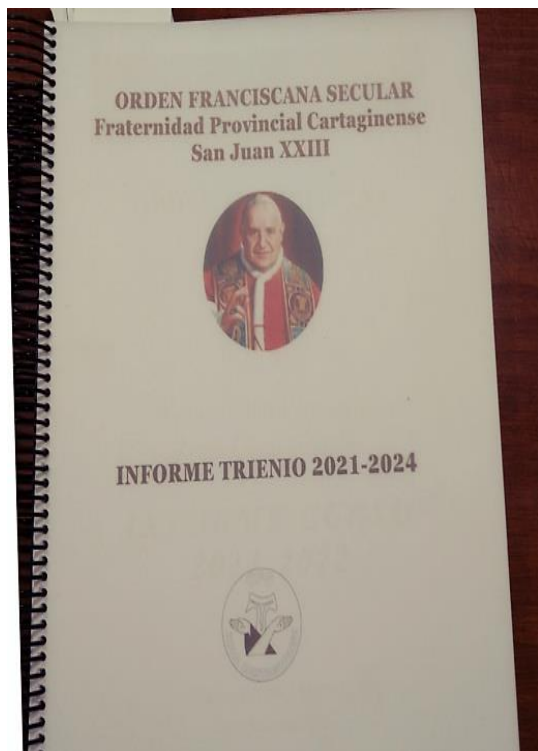 ORDEN FRANCISCANA SECULAR
Fraternidad Provincial Cartaginense
San Juan XXIII
INFORME TRIENIO 2021-2024